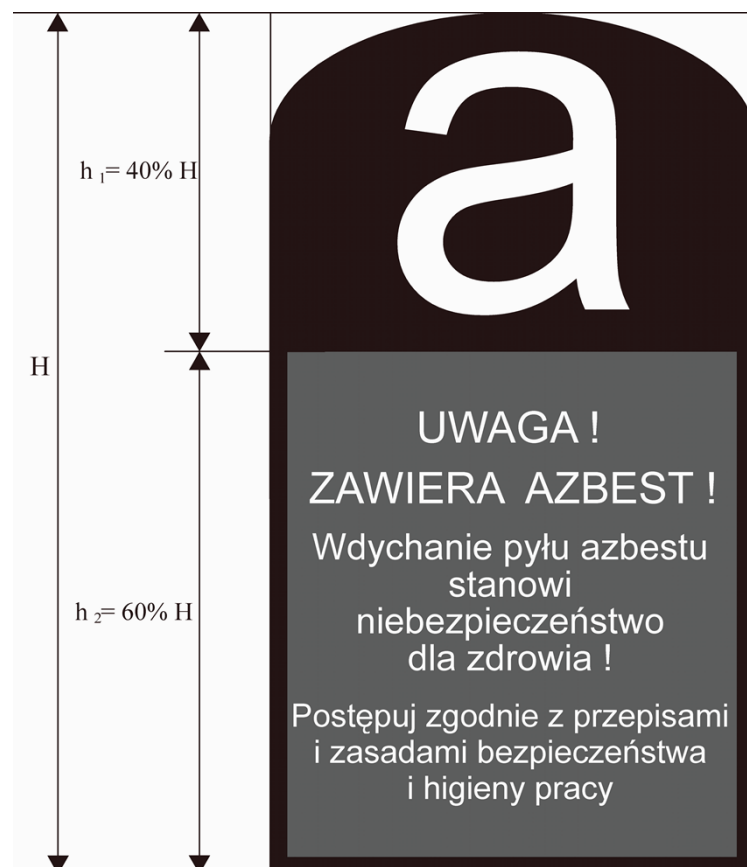 a
h 1= 40% H
H
h 2= 60% H
UWAGA !
ZAWIERA AZBEST !
Wdychanie pyłu azbestu
stanowi
niebezpieczeństwo
dla zdrowia !
Postępuj zgodnie z przepisami
i zasadami bezpieczeństwa
i higieny pracy